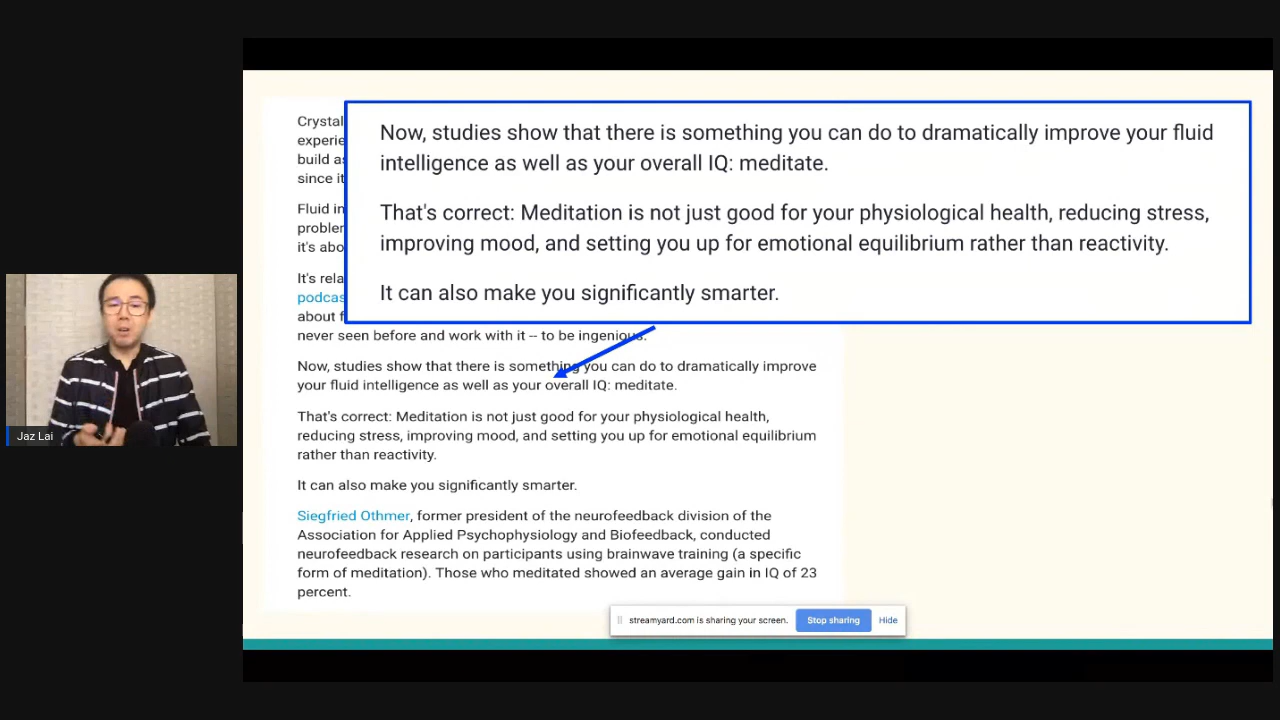 Now, studies show that there is something you can do to dramatically improve your fluid
intelligence as well as your overall IQ: meditate.
That's correct: Meditation is not just good for your physiological health, reducing stress,
improving mood, and setting you up for emotional equilibrium rather than reactivity.
It can also make you significantly smarter.
Crystal
experie
build as
since it
Fluid in
problem
it's abo
It's rela
podcas
about f
never seen before and work with it -- to be ingenious.
Now, studies show that there is something you can do to dramatically improve
your fluid intelligence as well as your overall IQ: meditate.
That's correct: Meditation is not just good for your physiological health,
reducing stress, improving mood, and setting you up for emotional equilibrium
rather than reactivity.
It can also make you significantly smarter.
Siegfried Othmer, former president of the neurofeedback division of the
Association for Applied Psychophysiology and Biofeedback, conducted
neurofeedback research on participants using brainwave training (a specific
form of meditation). Those who meditated showed an average gain in IQ of 23
percent.
streamyard.com is sharing your screen. Stop sharing Hide
Jaz Lai